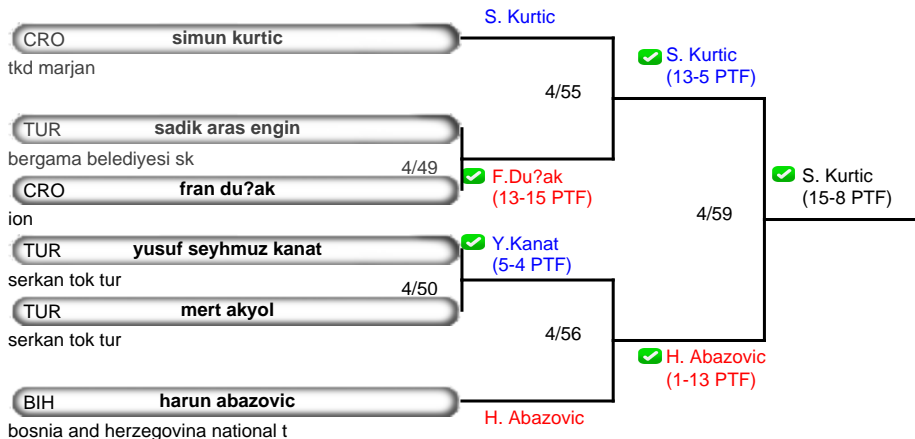 S. Kurtic
CRO simun kurtic
tkd marjan
S. Kurtic
(13-5 PTF)
4/55
TUR sadik aras engin
bergama belediyesi sk
4/49
CRO fran du?ak
ion
F.Du?ak
(13-15 PTF)
S. Kurtic
(15-8 PTF)
4/59
TUR yusuf seyhmuz kanat
serkan tok tur
Y.Kanat
(5-4 PTF)
4/50
TUR mert akyol
serkan tok tur
4/56
H. Abazovic
(1-13 PTF)
BIH harun abazovic
bosnia and herzegovina national t
H. Abazovic